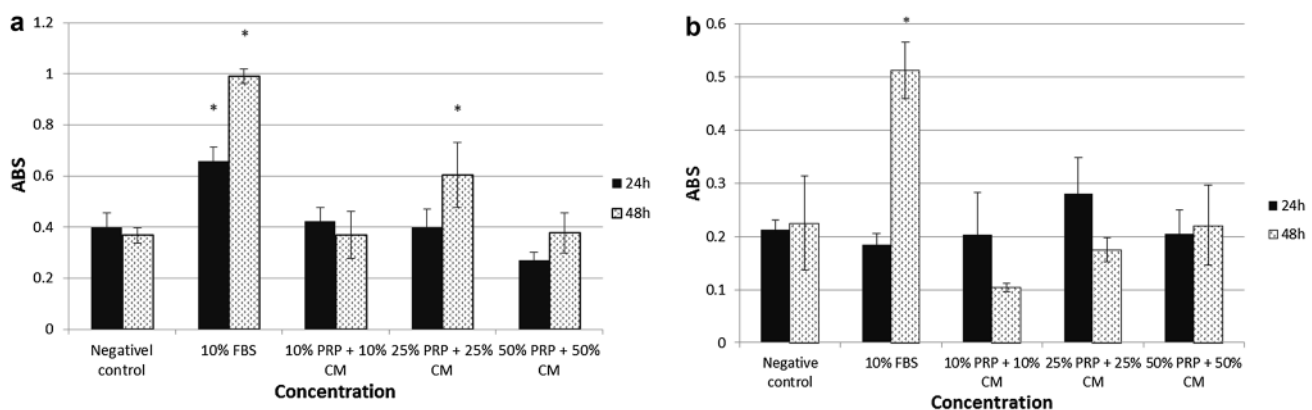 a
1.2
1
0.8
0.6
0.4
0.2
0
ABS
*
*
*
24h
48h
Negativel control
10% FBS
10% PRP + 10% CM
25% PRP + 25% CM
50% PRP + 50% CM
Concentration
b
0.6
0.5
0.4
0.3
0.2
0.1
0
ABS
*
24h
48h
Negative control
10% FBS
10% PRP + 10% CM
25% PRP + 25% CM
50% PRP + 50% CM
Concentration